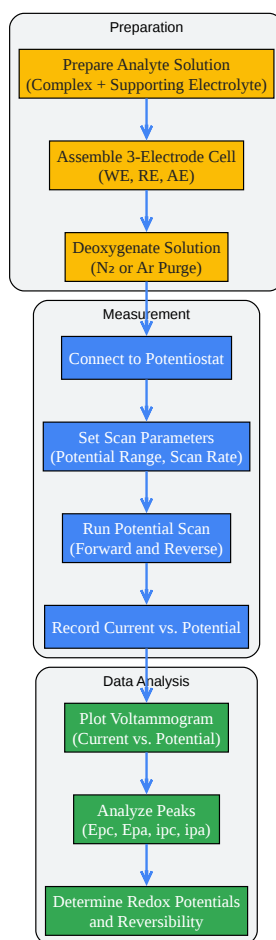 Preparation
Prepare Analyte Solution
(Complex + Supporting Electrolyte)
Assemble 3-Electrode Cell
(WE, RE, AE)
Deoxygenate Solution
(N₂ or Ar Purge)
Measurement
Connect to Potentiostat
Set Scan Parameters
(Potential Range, Scan Rate)
Run Potential Scan
(Forward and Reverse)
Record Current vs. Potential
Data Analysis
Plot Voltammogram
(Current vs. Potential)
Analyze Peaks
(Epc, Epa, ipc, ipa)
Determine Redox Potentials
and Reversibility